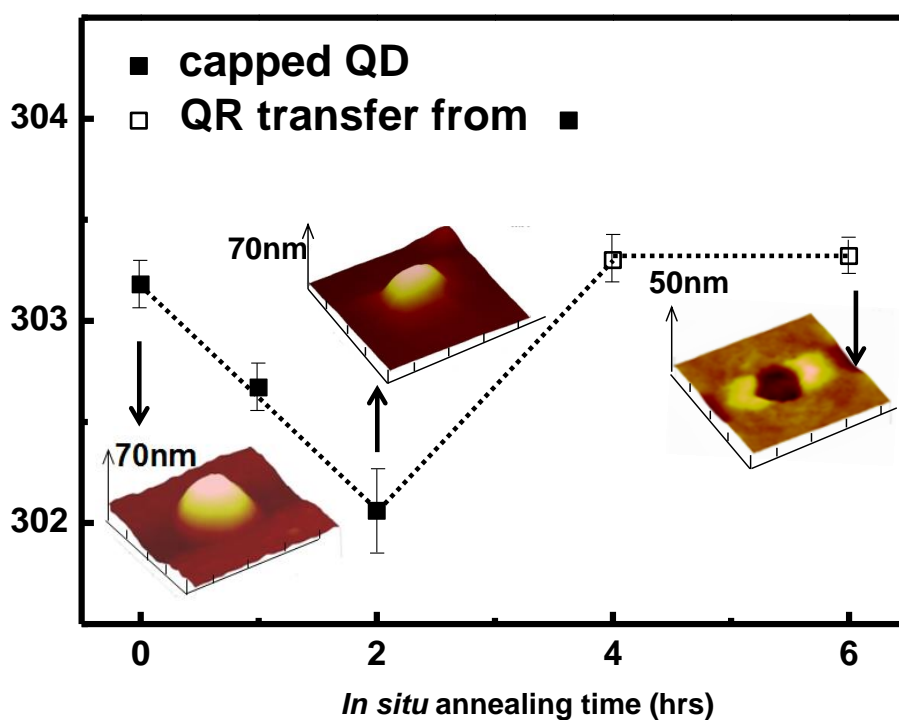 capped QD
QR transfer from
304
303
302
70nm
70nm
50nm
0
2
4
6
In situ annealing time (hrs)